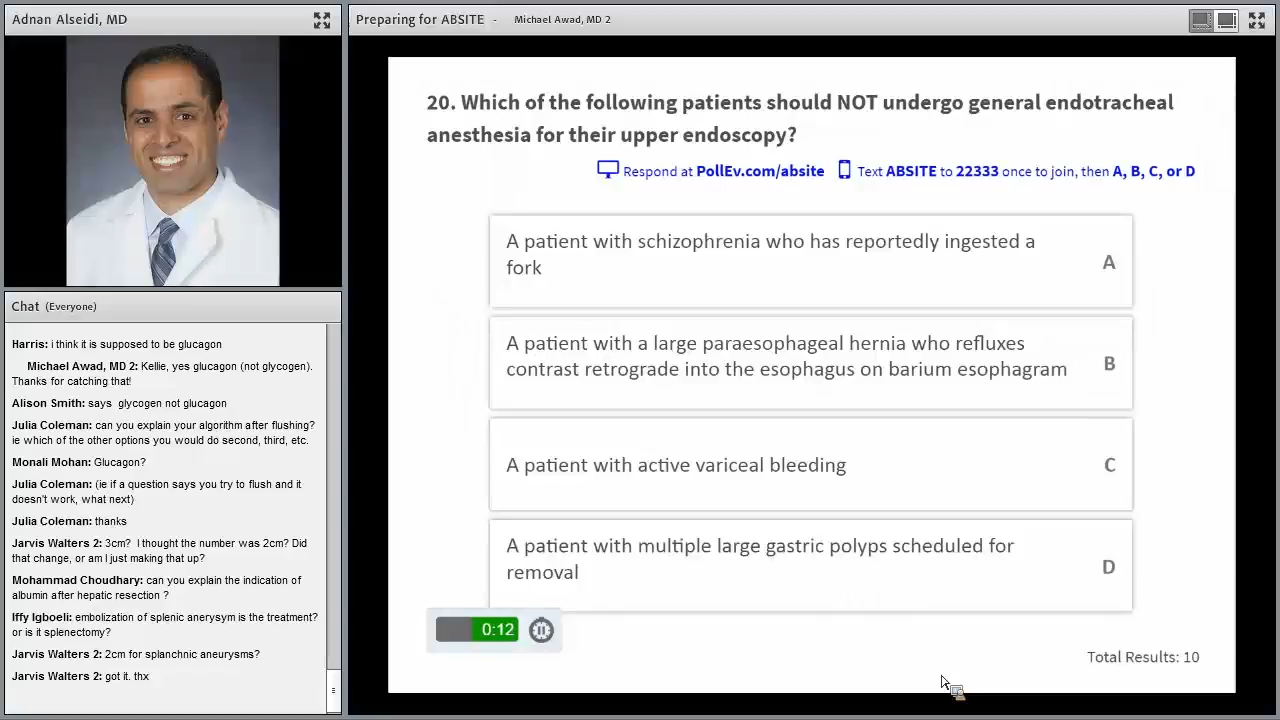 Adnan Alseidi, MD
Chat (Everyone)
Harris: i think it is supposed to be glucagon
Michael Awad, MD 2: Kellie, yes glucagon (not glycogen).
Thanks for catching that!
Alison Smith: says glycogen not glucagon
Julia Coleman: can you explain your algorithm after flushing?
ie which of the other options you would do second, third, etc.
Monali Mohan: Glucagon?
Julia Coleman: (ie if a question says you try to flush and it
doesn't work, what next)
Julia Coleman: thanks
Jarvis Walters 2: 3cm? I thought the number was 2cm? Did
that change, or am I just making that up?
Mohammad Choudhary: can you explain the indication of
albumin after hepatic resection ?
Iffy Igboeli: embolization of splenic anerysym is the treatment?
or is it splenectomy?
Jarvis Walters 2: 2cm for splanchnic aneurysms?
Jarvis Walters 2: got it. thx
Preparing for ABSITE - Michael Awad, MD 2
20. Which of the following patients should NOT undergo general endotracheal
anesthesia for their upper endoscopy?
Respond at PollEv.com/absite Text ABSITE to 22333 once to join, then A, B, C, or D
A patient with schizophrenia who has reportedly ingested a
fork
A
A patient with a large paraesophageal hernia who refluxes
contrast retrograde into the esophagus on barium esophagram
B
A patient with active variceal bleeding
C
A patient with multiple large gastric polyps scheduled for
removal
D
0:12
Total Results: 10